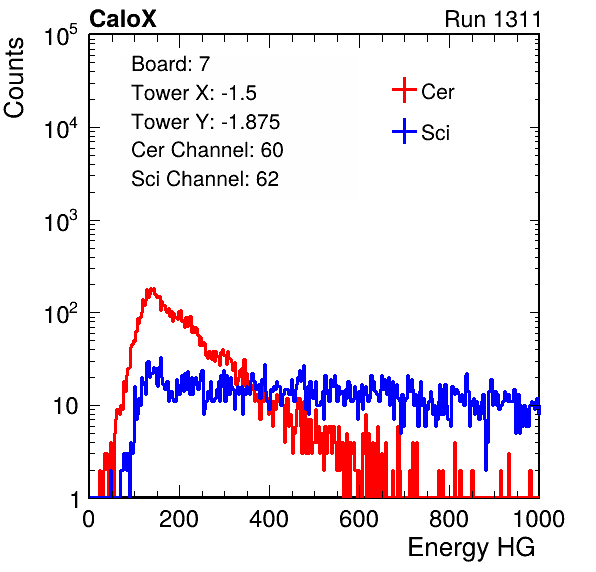 CaloX Run 1311
Counts
Board: 7
Tower X: -1.5
Tower Y: -1.875
Cer Channel: 60
Sci Channel: 62
Cer
Sci
10^5
10^4
10^3
10^2
10
1
0 200 400 600 800 1000
Energy HG